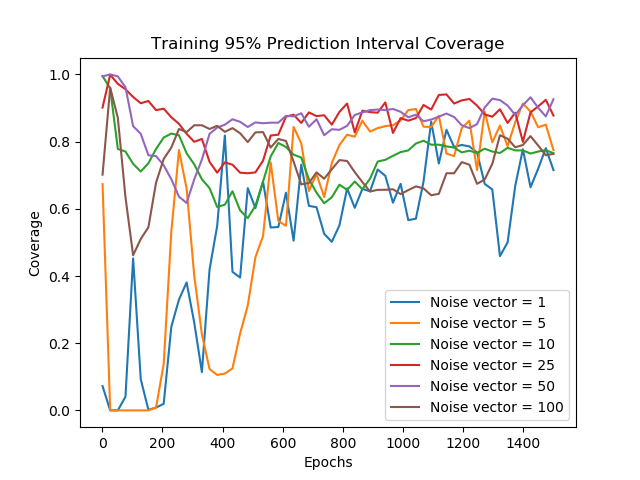 Training 95% Prediction Interval Coverage
1.0
0.8
0.6
0.4
0.2
0.0
Coverage
0 200 400 600 800 1000 1200 1400
Epochs
Noise vector = 1
Noise vector = 5
Noise vector = 10
Noise vector = 25
Noise vector = 50
Noise vector = 100